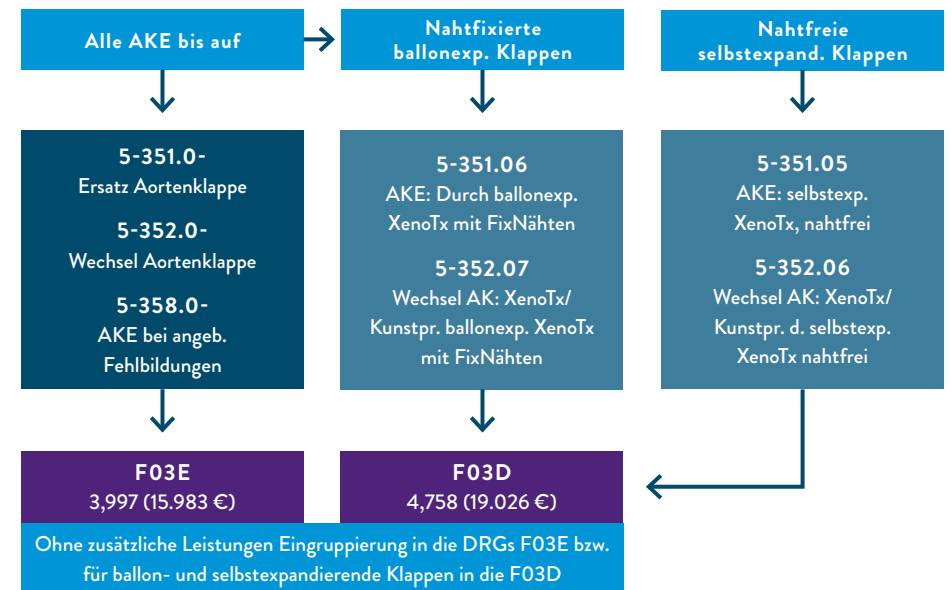 Alle AKE bis auf
Nahtfixierte
ballonexp. Klappen
Nahtfreie
selbstexpand. Klappen
5-351.0-
Ersatz Aortenklappe
5-352.0-
Wechsel Aortenklappe
5-358.0-
AKE bei angeb.
Fehlbildungen
5-351.06
AKE: Durch ballonexp.
XenoTx mit FixNähten
5-352.07
Wechsel AK: XenoTx/
Kunstpr. ballonexp. XenoTx
mit FixNähten
5-351.05
AKE: selbstexp.
XenoTx, nahtfrei
5-352.06
Wechsel AK: XenoTx/
Kunstpr. d. selbstexp.
XenoTx nahtfrei
F03E
3,997 (15.983 €)
F03D
4,758 (19.026 €)
Ohne zusätzliche Leistungen Eingruppierung in die DRGs F03E bzw.
für ballon- und selbstexpandierende Klappen in die F03D